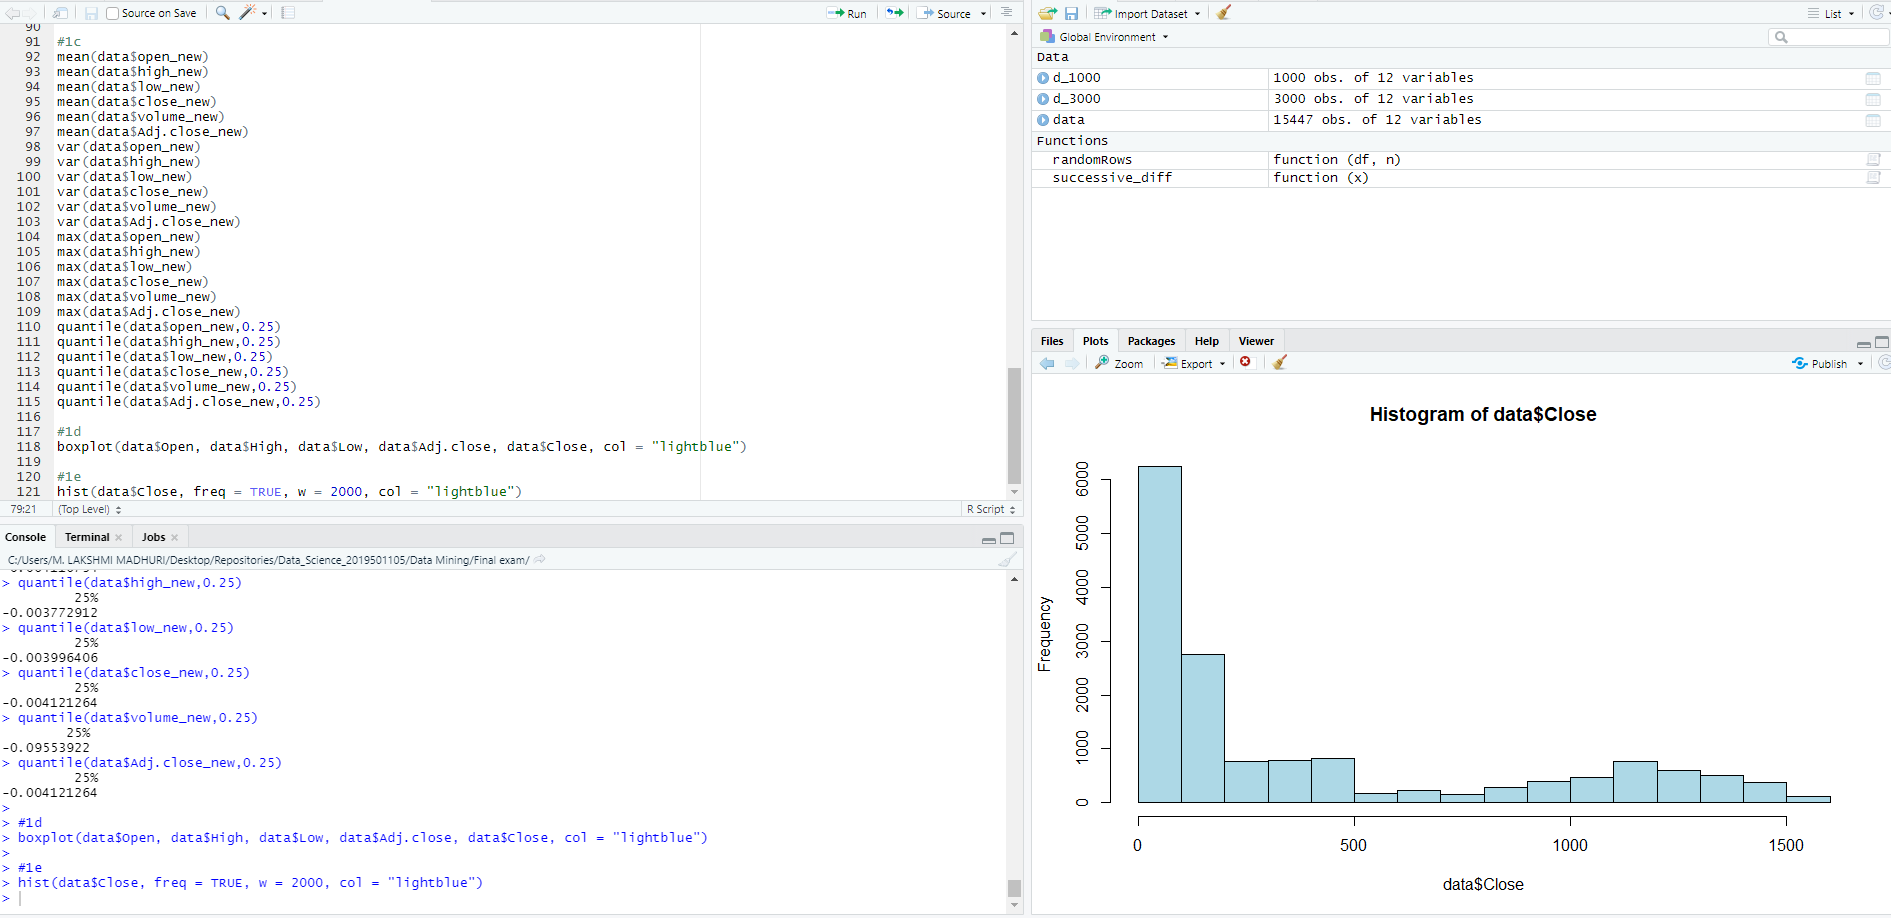 Source on Save
Run
Source
90
91 #1c
92 mean(data$open_new)
93 mean(data$high_new)
94 mean(data$low_new)
95 mean(data$close_new)
96 mean(data$volume_new)
97 mean(data$Adj.close_new)
98 var(data$open_new)
99 var(data$high_new)
100 var(data$low_new)
101 var(data$close_new)
102 var(data$volume_new)
103 var(data$Adj.close_new)
104 max(data$open_new)
105 max(data$high_new)
106 max(data$low_new)
107 max(data$close_new)
108 max(data$volume_new)
109 max(data$Adj.close_new)
110 quantile(data$open_new,0.25)
111 quantile(data$high_new,0.25)
112 quantile(data$low_new,0.25)
113 quantile(data$close_new,0.25)
114 quantile(data$volume_new,0.25)
115 quantile(data$Adj.close_new,0.25)
116
117 #1d
118 boxplot(data$Open, data$High, data$Low, data$Adj.close, data$Close, col = "lightblue")
119
120 #1e
121 hist(data$Close, freq = TRUE, w = 2000, col = "lightblue")
79:21 (Top Level) R Script
Console Terminal Jobs
C:/Users/M. LAKSHMI MADHURI/Desktop/Repositories/Data_Science_2019501105/Data Mining/Final exam/
> quantile(data$high_new,0.25)
25%
-0.003772912
> quantile(data$low_new,0.25)
25%
-0.003996406
> quantile(data$close_new,0.25)
25%
-0.004121264
> quantile(data$volume_new,0.25)
25%
-0.09553922
> quantile(data$Adj.close_new,0.25)
25%
-0.004121264
>
> #1d
> boxplot(data$Open, data$High, data$Low, data$Adj.close, data$Close, col = "lightblue")
>
> #1e
> hist(data$Close, freq = TRUE, w = 2000, col = "lightblue")
>
Import Dataset List
Global Environment
Data
d_1000 1000 obs. of 12 variables
d_3000 3000 obs. of 12 variables
data 15447 obs. of 12 variables
Functions
randomRows function (df, n)
successive_diff function (x)
Files Plots Packages Help Viewer
Zoom Export Publish
Histogram of data$Close
Frequency
6000
5000
4000
3000
2000
1000
0
0 500 1000 1500
data$Close